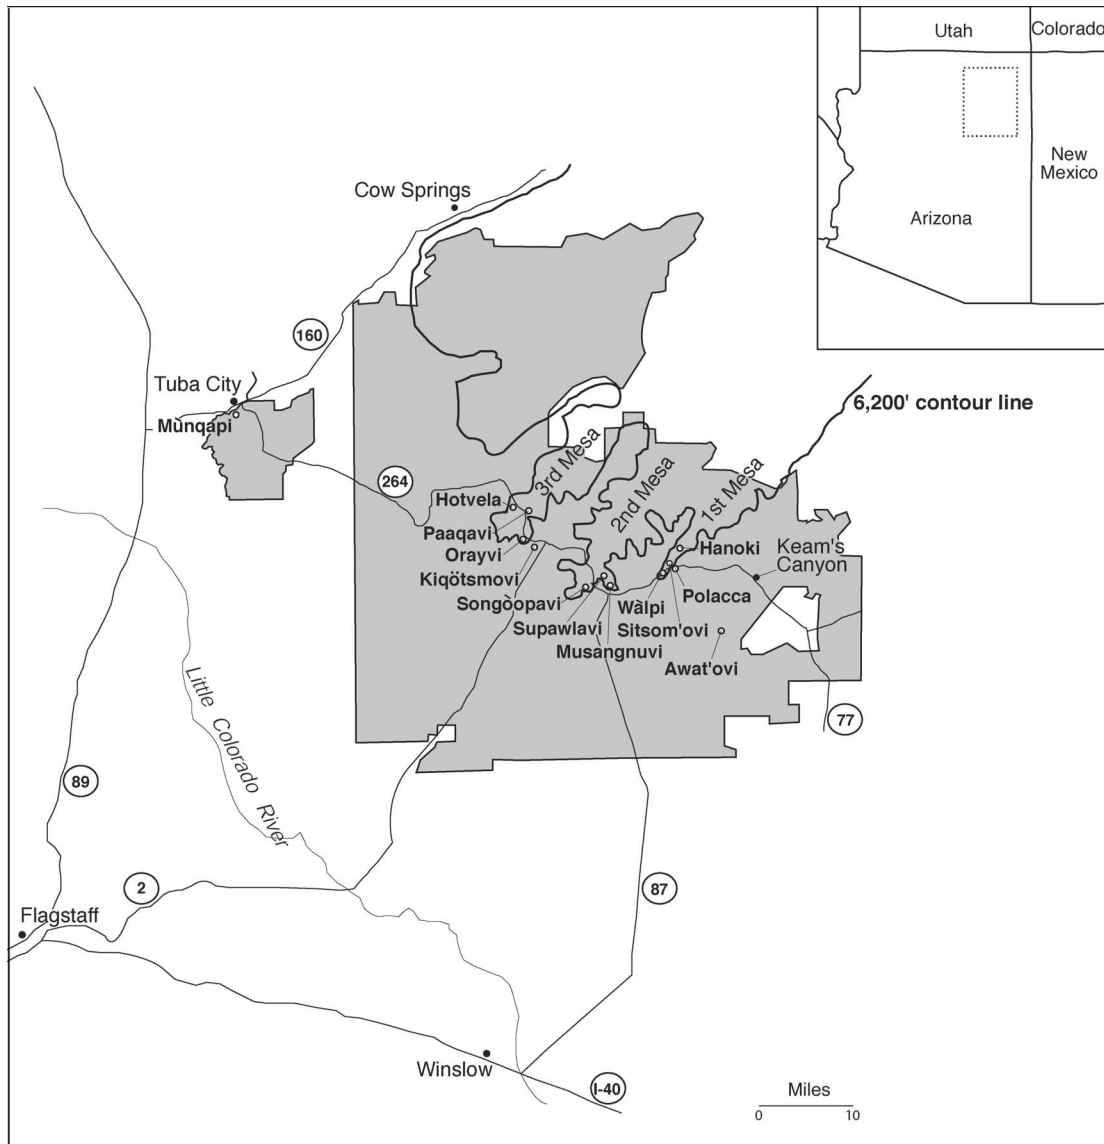 Utah
Colorado
New
Mexico
Arizona
Cow Springs
160
Tuba City
Mùnqapi
6,200' contour line
264
3rd Mesa
2nd Mesa
1st Mesa
Hotvela
Paaqavi
Orayvi
Kiqötsmovi
Songòopavi
Supawlavi
Musangnuvi
Hanoki
Keam's
Canyon
Wàlpi
Polacca
Sitsom'ovi
Awat'ovi
77
89
Little Colorado River
2
87
Flagstaff
Winslow
I-40
Miles
0 10